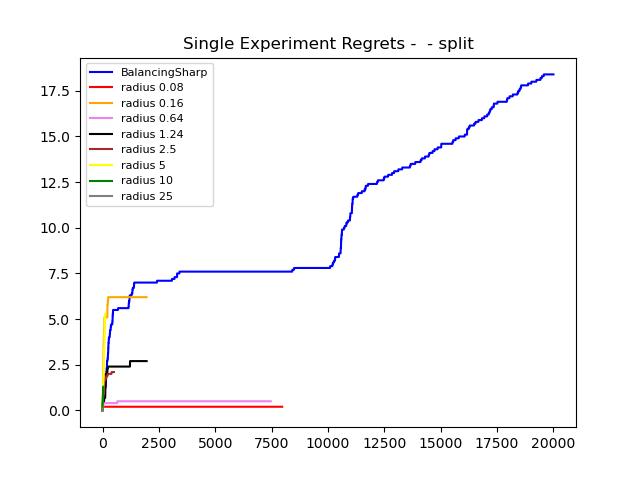 Single Experiment Regrets -  - split
BalancingSharp
radius 0.08
radius 0.16
radius 0.64
radius 1.24
radius 2.5
radius 5
radius 10
radius 25
17.5
15.0
12.5
10.0
7.5
5.0
2.5
0.0
0 2500 5000 7500 10000 12500 15000 17500 20000